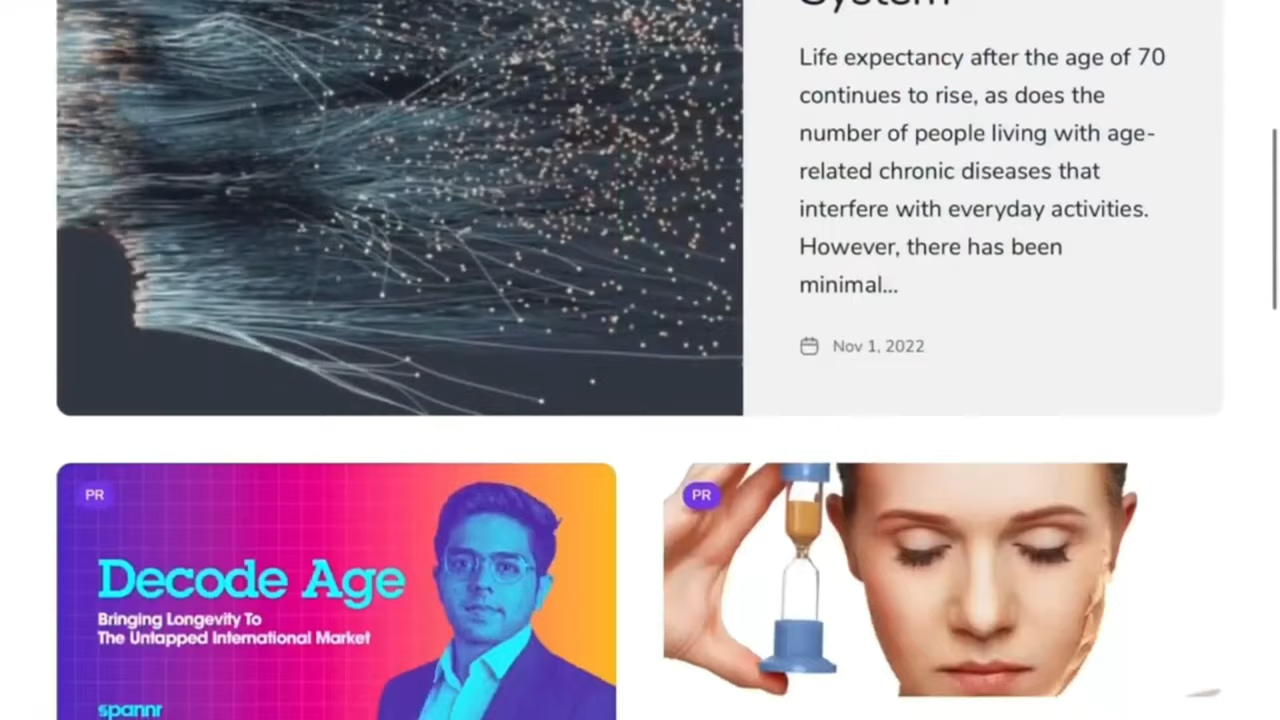 System
Life expectancy after the age of 70
continues to rise, as does the
number of people living with age-
related chronic diseases that
interfere with everyday activities.
However, there has been
minimal...
Nov 1, 2022
PR
Decode Age
Bringing Longevity To
The Untapped International Market
spannr
PR